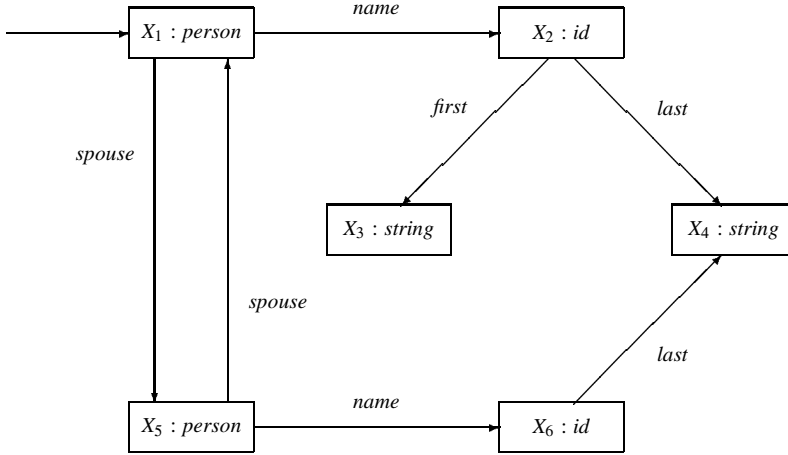 name
X₁ : person
X₂ : id
first
last
spouse
X₃ : string
X₄ : string
spouse
last
name
X₅ : person
X₆ : id